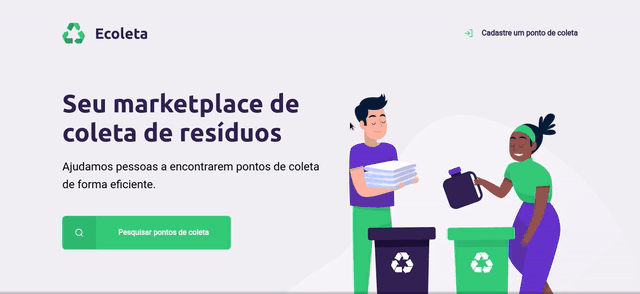 Ecoleta
Cadastre um ponto de coleta
Seu marketplace de
coleta de resíduos
Ajudamos pessoas a encontrarem pontos de coleta
de forma eficiente.
Pesquisar pontos de coleta